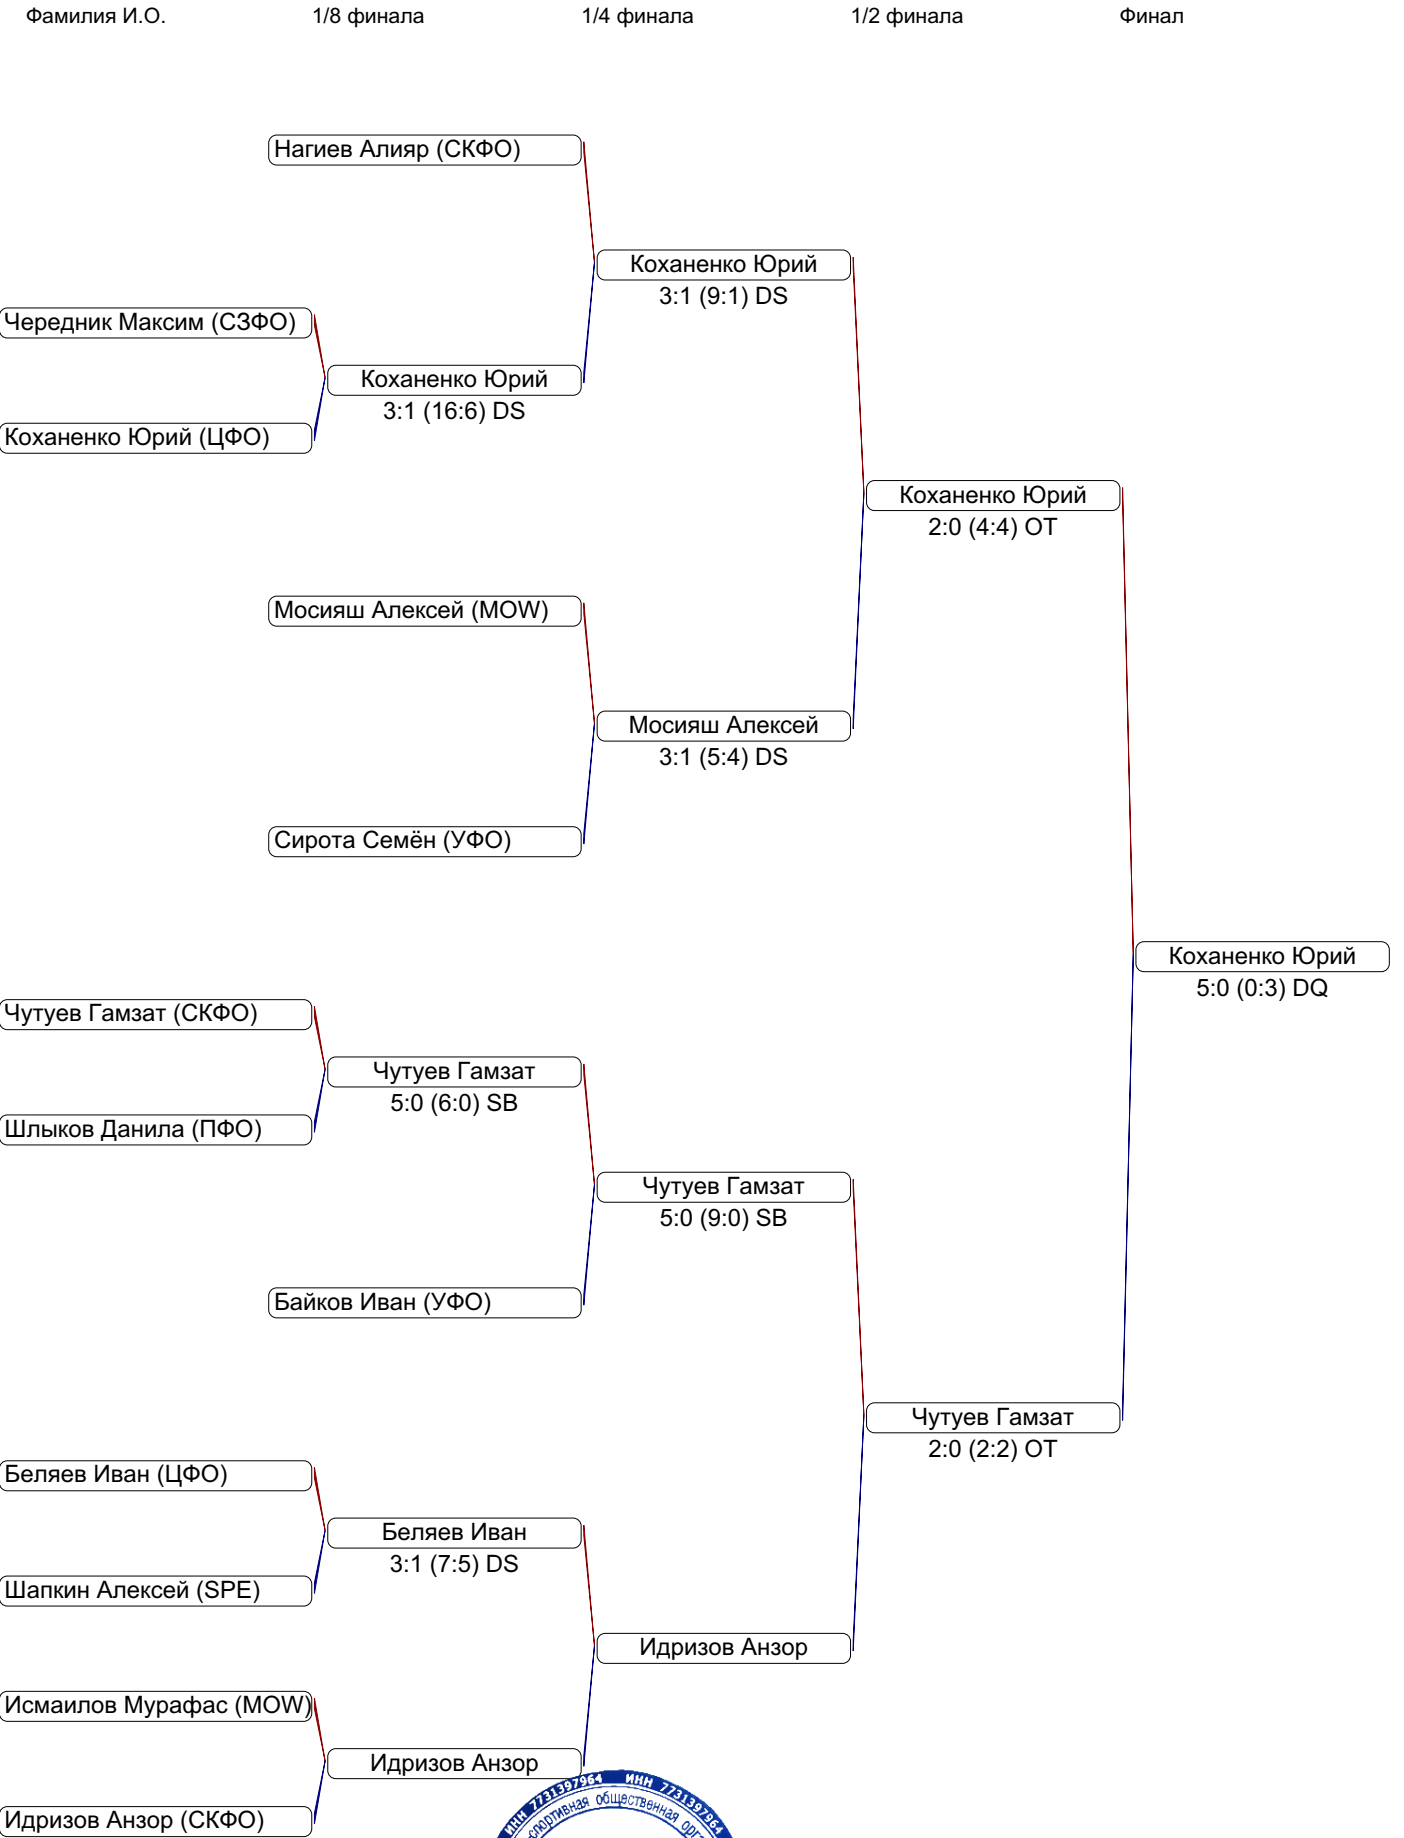 Фамилия И.О. 1/8 финала 1/4 финала 1/2 финала Финал
Нагиев Алияр (СКФО)
Коханенко Юрий
3:1 (9:1) DS
Чередник Максим (СЗФО)
Коханенко Юрий
3:1 (16:6) DS
Коханенко Юрий (ЦФО)
Коханенко Юрий
2:0 (4:4) OT
Мосияш Алексей (MOW)
Мосияш Алексей
3:1 (5:4) DS
Сирота Семён (УФО)
Коханенко Юрий
5:0 (0:3) DQ
Чутуев Гамзат (СКФО)
Чутуев Гамзат
5:0 (6:0) SB
Шлыков Данила (ПФО)
Чутуев Гамзат
5:0 (9:0) SB
Байков Иван (УФО)
Чутуев Гамзат
2:0 (2:2) OT
Беляев Иван (ЦФО)
Беляев Иван
3:1 (7:5) DS
Шапкин Алексей (SPE)
Идризов Анзор
Исмаилов Мурафас (MOW)
Идризов Анзор
ИНН 7731397964 ИНН 7731397964
спортивная общественная орг
Идризов Анзор (СКФО)